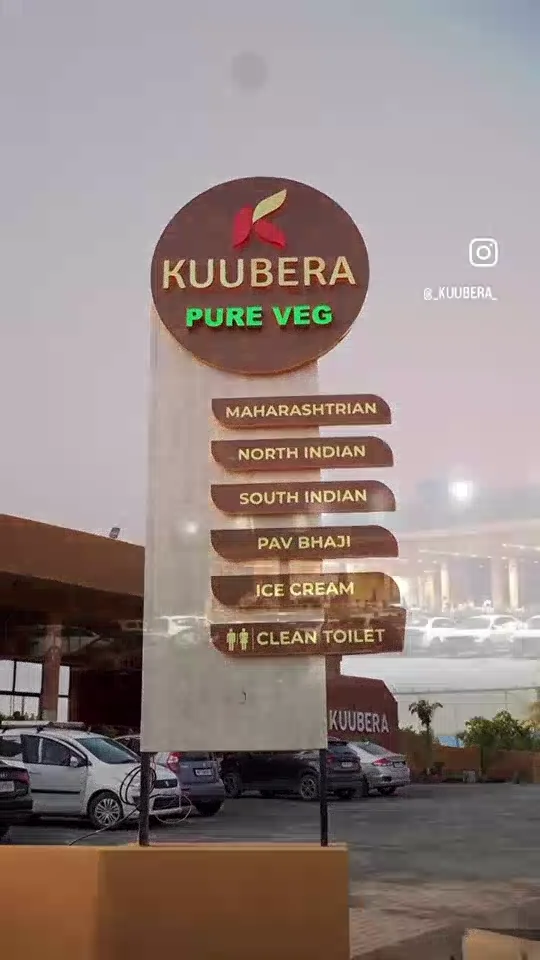 KUUBERA
PURE VEG
@_KUUBERA_
MAHARASHTRIAN
NORTH INDIAN
SOUTH INDIAN
PAV BHAJI
ICE CREAM
CLEAN TOILET
KUUBERA